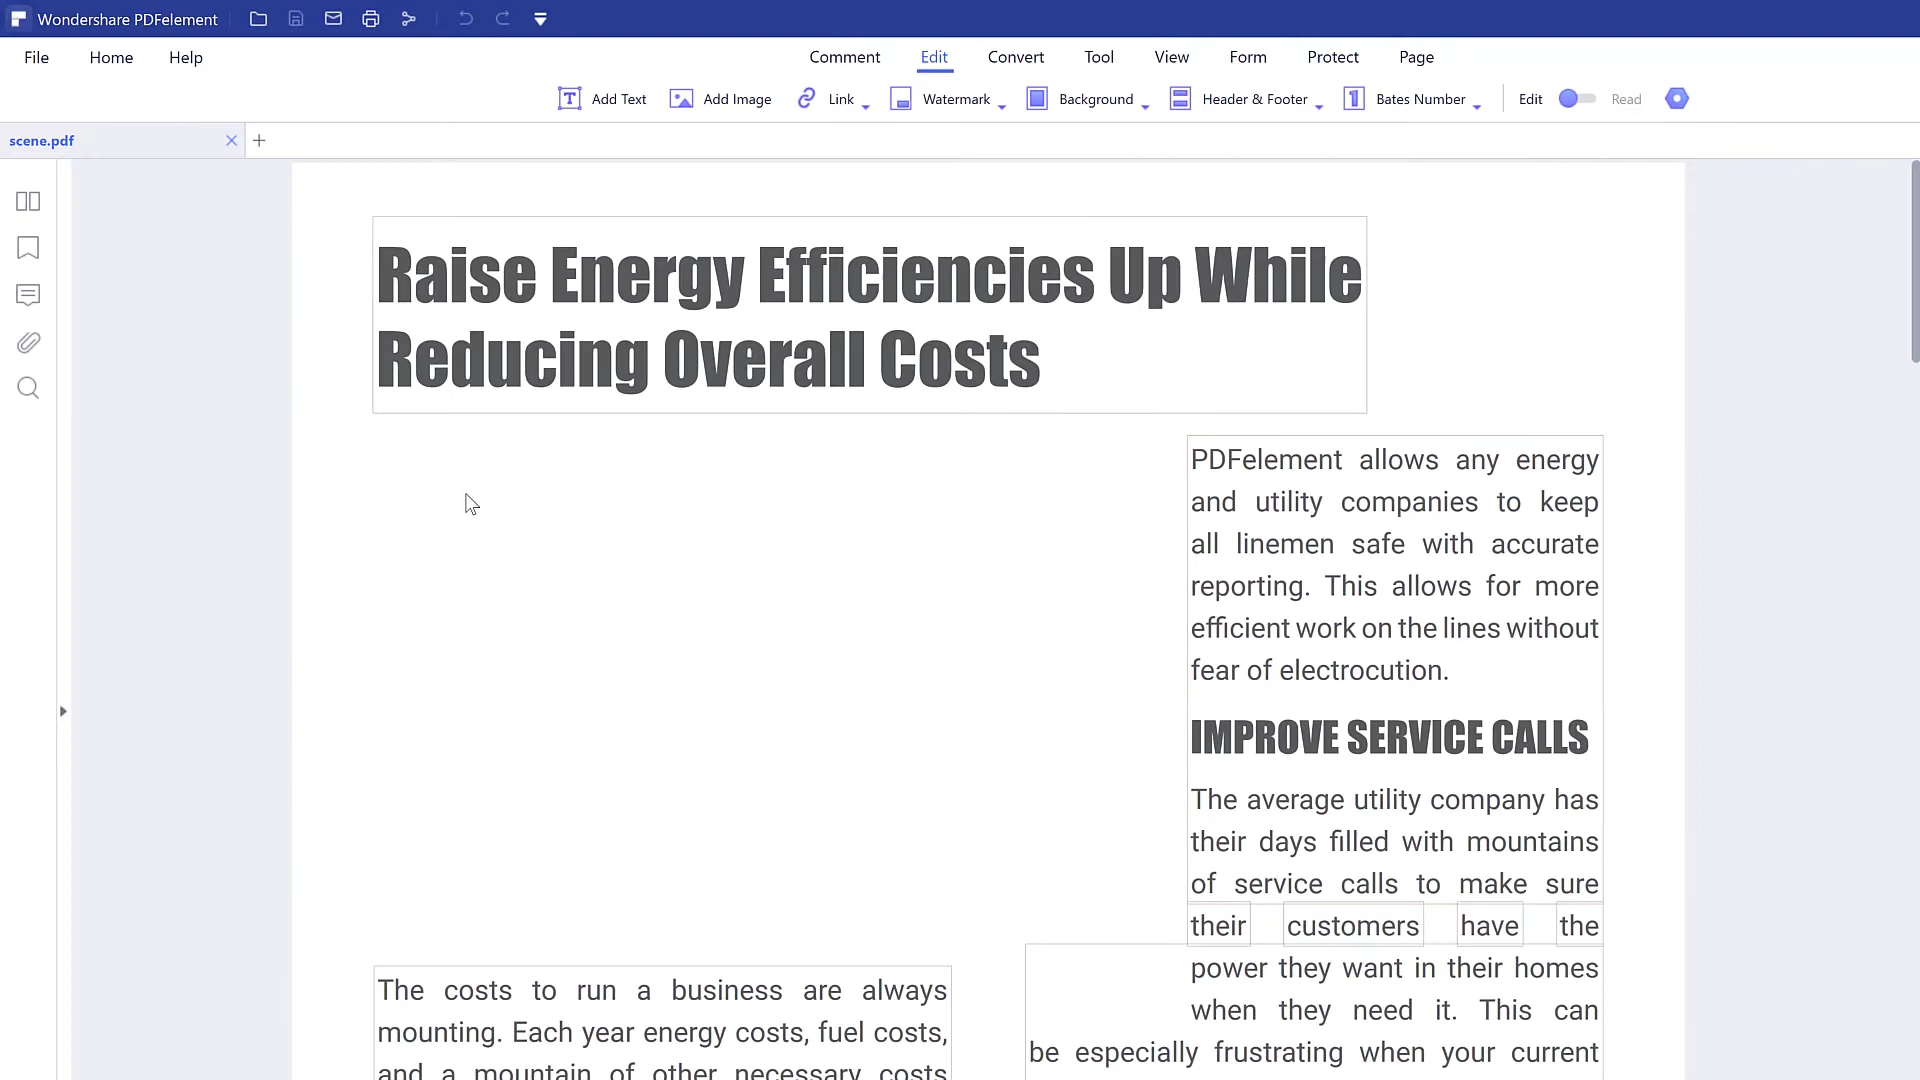 Wondershare PDFelement
File Home Help Comment Edit Convert Tool View Form Protect Page
Add Text Add Image Link Watermark Background Header & Footer Bates Number Edit Read
scene.pdf
Raise Energy Efficiencies Up While
Reducing Overall Costs
PDFelement allows any energy
and utility companies to keep
all linemen safe with accurate
reporting. This allows for more
efficient work on the lines without
fear of electrocution.
IMPROVE SERVICE CALLS
The average utility company has
their days filled with mountains
of service calls to make sure
their customers have the
power they want in their homes
when they need it. This can
be especially frustrating when your current
The costs to run a business are always
mounting. Each year energy costs, fuel costs,
and a mountain of other necessary costs